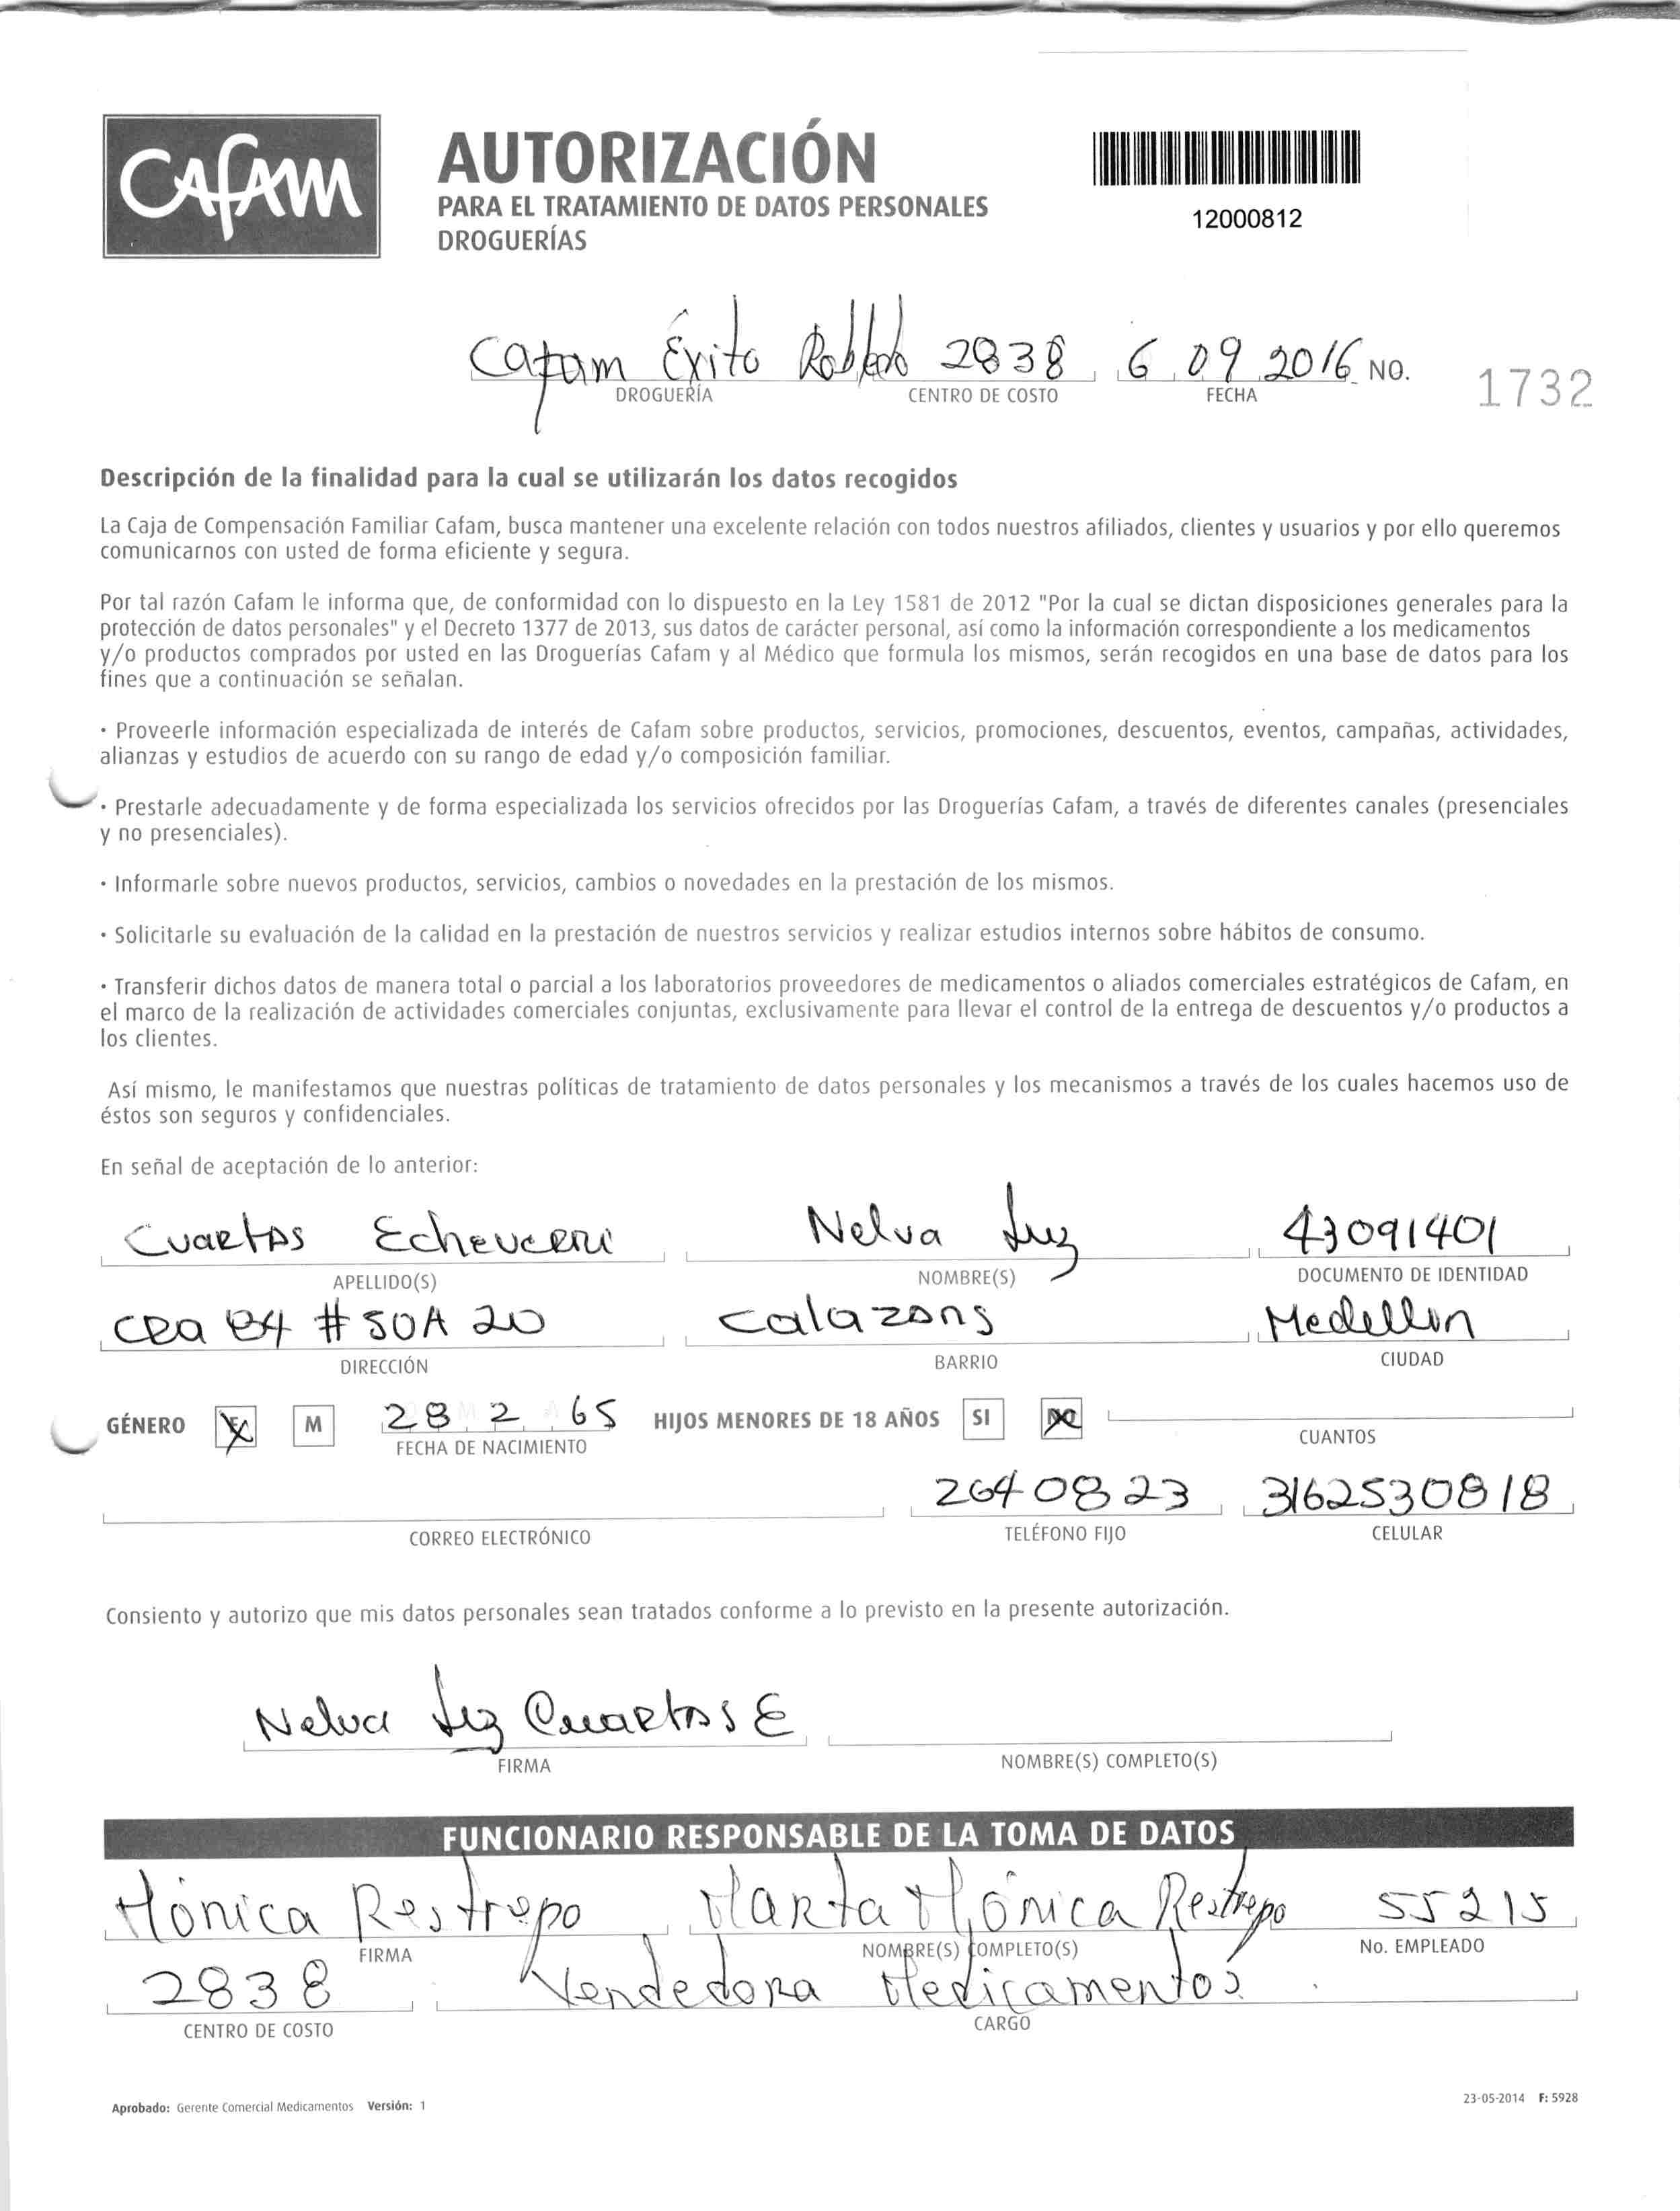 Cafam
AUTORIZACIÓN
PARA EL TRATAMIENTO DE DATOS PERSONALES
DROGUERÍAS
12000812
Cafam Éxito Robledo 2838 6 09 2016 NO. 1732
DROGUERÍA CENTRO DE COSTO FECHA
Descripción de la finalidad para la cual se utilizarán los datos recogidos
La Caja de Compensación Familiar Cafam, busca mantener una excelente relación con todos nuestros afiliados, clientes y usuarios y por ello queremos
comunicarnos con usted de forma eficiente y segura.
Por tal razón Cafam le informa que, de conformidad con lo dispuesto en la Ley 1581 de 2012 "Por la cual se dictan disposiciones generales para la
protección de datos personales" y el Decreto 1377 de 2013, sus datos de carácter personal, así como la información correspondiente a los medicamentos
y/o productos comprados por usted en las Droguerías Cafam y al Médico que formula los mismos, serán recogidos en una base de datos para los
fines que a continuación se señalan.
· Proveerle información especializada de interés de Cafam sobre productos, servicios, promociones, descuentos, eventos, campañas, actividades,
alianzas y estudios de acuerdo con su rango de edad y/o composición familiar.
· Prestarle adecuadamente y de forma especializada los servicios ofrecidos por las Droguerías Cafam, a través de diferentes canales (presenciales
y no presenciales).
· Informarle sobre nuevos productos, servicios, cambios o novedades en la prestación de los mismos.
· Solicitarle su evaluación de la calidad en la prestación de nuestros servicios y realizar estudios internos sobre hábitos de consumo.
· Transferir dichos datos de manera total o parcial a los laboratorios proveedores de medicamentos o aliados comerciales estratégicos de Cafam, en
el marco de la realización de actividades comerciales conjuntas, exclusivamente para llevar el control de la entrega de descuentos y/o productos a
los clientes.
Así mismo, le manifestamos que nuestras políticas de tratamiento de datos personales y los mecanismos a través de los cuales hacemos uso de
éstos son seguros y confidenciales.
En señal de aceptación de lo anterior:
Cuartas Echeverri Nelva Luz 43091401
APELLIDO(S) NOMBRE(S) DOCUMENTO DE IDENTIDAD
CRa 84 # 50A 20 Calazans Medellin
DIRECCIÓN BARRIO CIUDAD
GÉNERO F M 28 2 65 HIJOS MENORES DE 18 AÑOS SI NO
FECHA DE NACIMIENTO CUANTOS
2640823 3162530818
CORREO ELECTRÓNICO TELÉFONO FIJO CELULAR
Consiento y autorizo que mis datos personales sean tratados conforme a lo previsto en la presente autorización.
Nelva Luz Cuartas E
FIRMA NOMBRE(S) COMPLETO(S)
FUNCIONARIO RESPONSABLE DE LA TOMA DE DATOS
Mónica Restrepo Marta Mónica Restrepo 55215
FIRMA NOMBRE(S) COMPLETO(S) No. EMPLEADO
2838 Vendedora Medicamentos
CENTRO DE COSTO CARGO
Aprobado: Gerente Comercial Medicamentos Versión: 1 23-05-2014 F: 5928